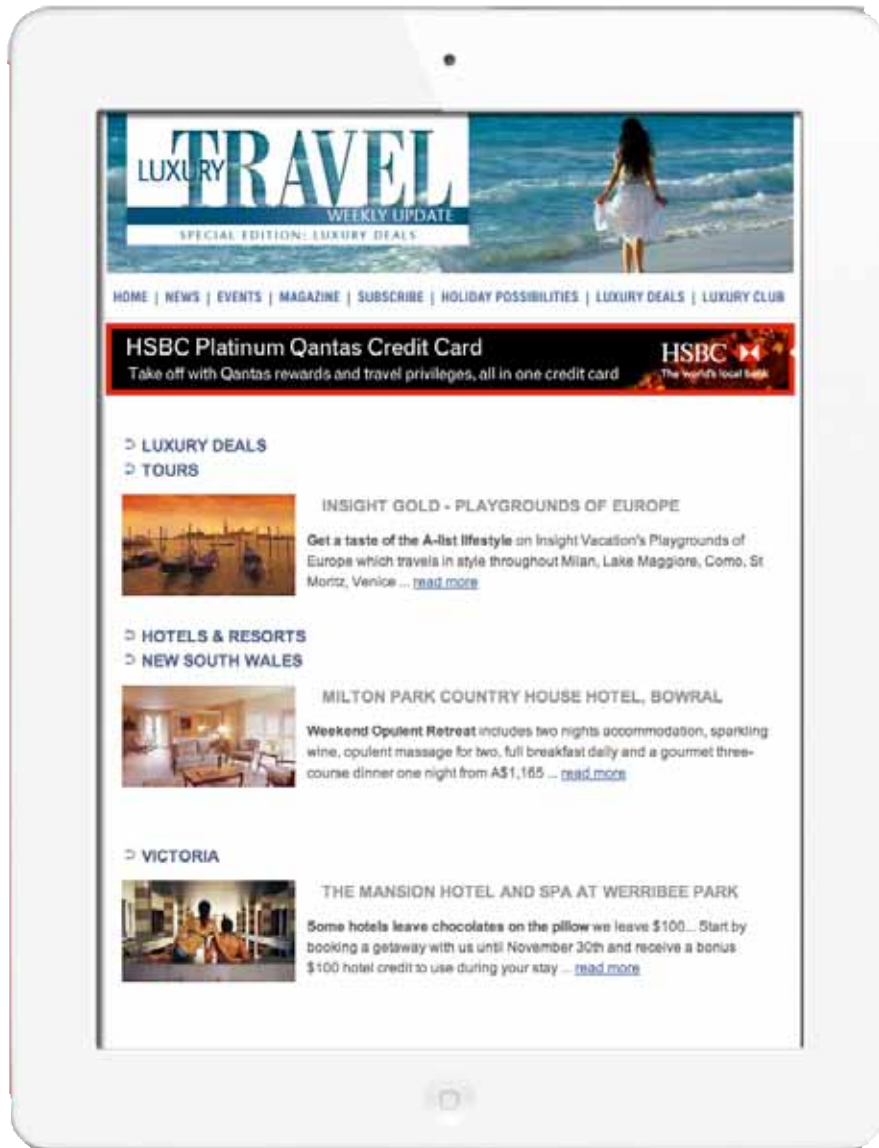 LUXURY TRAVEL
WEEKLY UPDATE
SPECIAL EDITION: LUXURY DEALS
HOME | NEWS | EVENTS | MAGAZINE | SUBSCRIBE | HOLIDAY POSSIBILITIES | LUXURY DEALS | LUXURY CLUB
HSBC Platinum Qantas Credit Card
Take off with Qantas rewards and travel privileges, all in one credit card
HSBC
The world's local bank
LUXURY DEALS
TOURS
INSIGHT GOLD - PLAYGROUNDS OF EUROPE
Get a taste of the A-list lifestyle on Insight Vacation's Playgrounds of
Europe which travels in style throughout Milan, Lake Maggiore, Como, St
Moritz, Venice ... read more
HOTELS & RESORTS
NEW SOUTH WALES
MILTON PARK COUNTRY HOUSE HOTEL, BOWRAL
Weekend Opulent Retreat includes two nights accommodation, sparkling
wine, opulent massage for two, full breakfast daily and a gourmet three-
course dinner one night from A$1,165 ... read more
VICTORIA
THE MANSION HOTEL AND SPA AT WERRIBEE PARK
Some hotels leave chocolates on the pillow we leave $100... Start by
booking a getaway with us until November 30th and receive a bonus
$100 hotel credit to use during your stay ... read more